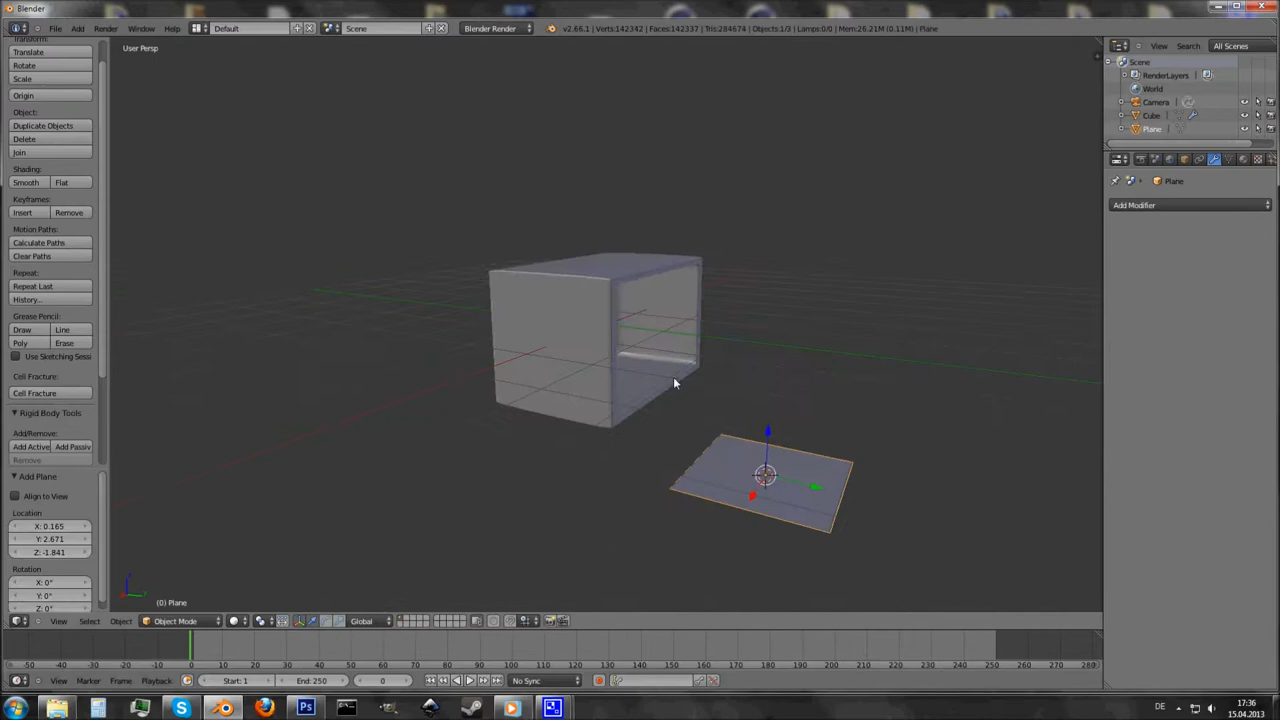 Blender
File Add Render Window Help Default Scene Blender Render v2.66.1 | Verts:142342 | Faces:142337 | Tris:284674 | Objects:1/3 | Lamps:0/0 | Mem:26.21M (0.11M) | Plane
View Search All Scenes
User Persp
Transform:
Translate
Rotate
Scale
Origin
Object:
Duplicate Objects
Delete
Join
Shading:
Smooth Flat
Keyframes:
Insert Remove
Motion Paths:
Calculate Paths
Clear Paths
Repeat:
Repeat Last
History...
Grease Pencil:
Draw Line
Poly Erase
Use Sketching Sessi
Cell Fracture:
Cell Fracture
Rigid Body Tools
Add/Remove:
Add Active Add Passiv
Remove
Add Plane
Align to View
Location
X: 0.165
Y: 2.671
Z: -1.841
Rotation
X: 0°
Y: 0°
Z: 0°
(0) Plane
Scene
RenderLayers
World
Camera
Cube
Plane
Plane
Add Modifier
View Select Object Object Mode Global
-50 -40 -30 -20 -10 0 10 20 30 40 50 60 70 80 90 100 110 120 130 140 150 160 170 180 190 200 210 220 230 240 250 260 270 280
View Marker Frame Playback Start: 1 End: 250 0 No Sync
DE 17:36
15.04.2013